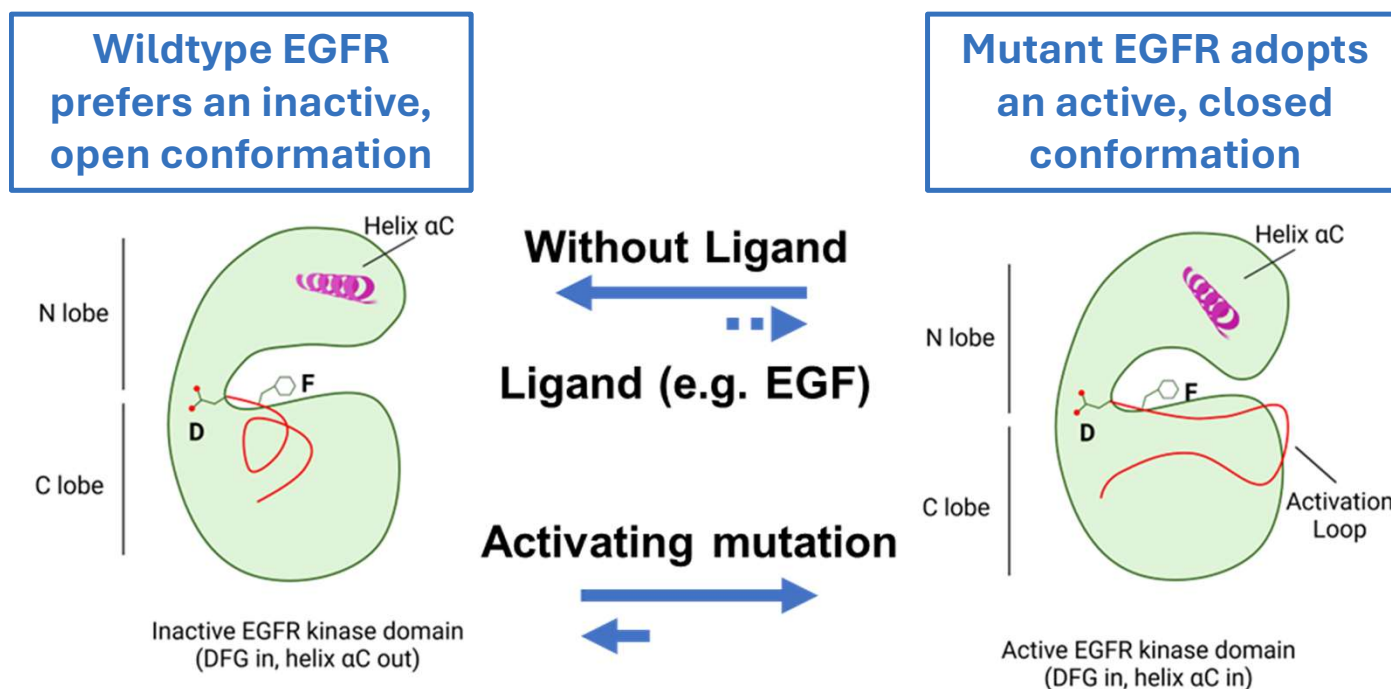 Wildtype EGFR
prefers an inactive,
open conformation
Mutant EGFR adopts
an active, closed
conformation
Helix αC
N lobe
F
D
C lobe
Inactive EGFR kinase domain
(DFG in, helix αC out)
Without Ligand
Ligand (e.g. EGF)
Activating mutation
Helix αC
N lobe
F
D
C lobe
Activation
Loop
Active EGFR kinase domain
(DFG in, helix αC in)